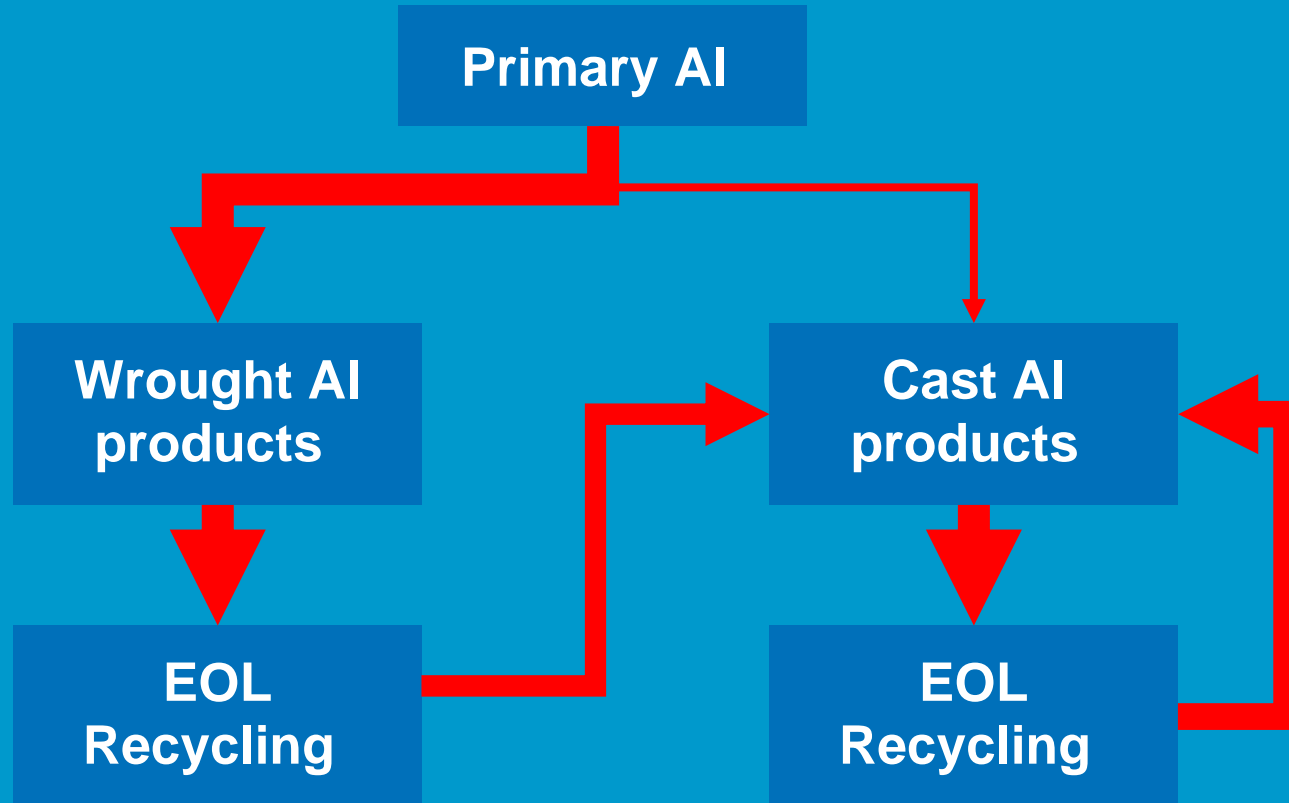 Primary Al
Wrought Al
products
Cast Al
products
EOL
Recycling
EOL
Recycling